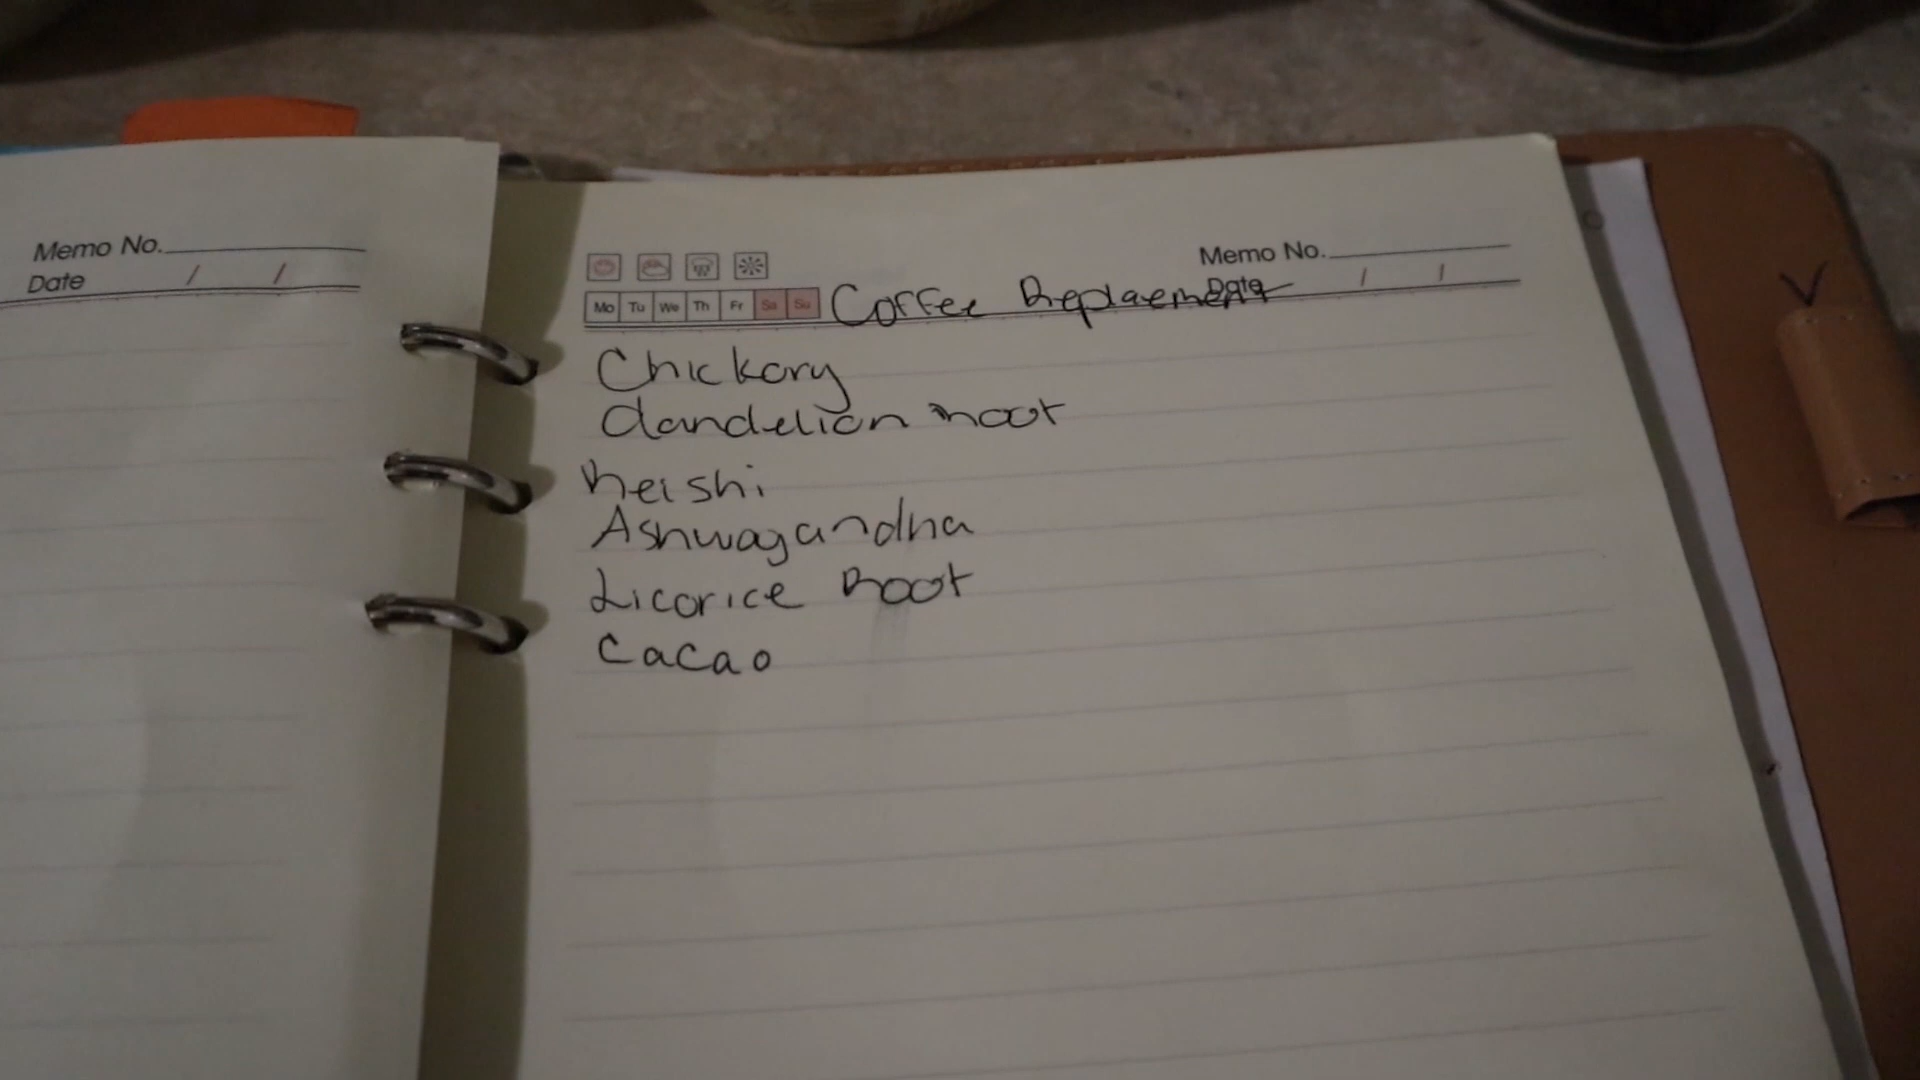 Memo No.
Date / /
Memo No.
Date / /
Mo Tu We Th Fr Sa Su
Coffee Replaement
Chickory
dandelion root
Reishi
Ashwagandha
Licorice Root
Cacao